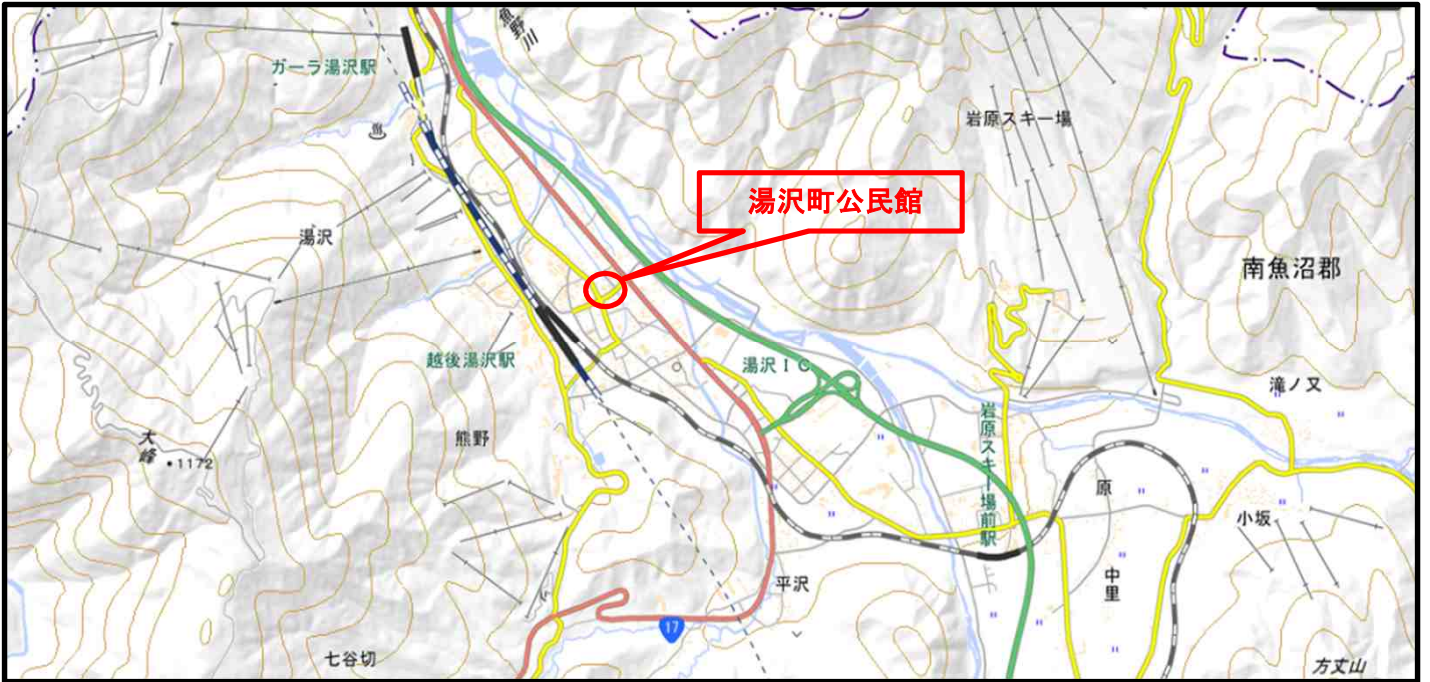 魚野川
ガーラ湯沢駅
岩原スキー場
湯沢町公民館
湯沢
南魚沼郡
越後湯沢駅
湯沢IC
滝ノ又
岩原スキー場前駅
大峰
・1172
熊野
原
小坂
中里
平沢
17
七谷切
方丈山